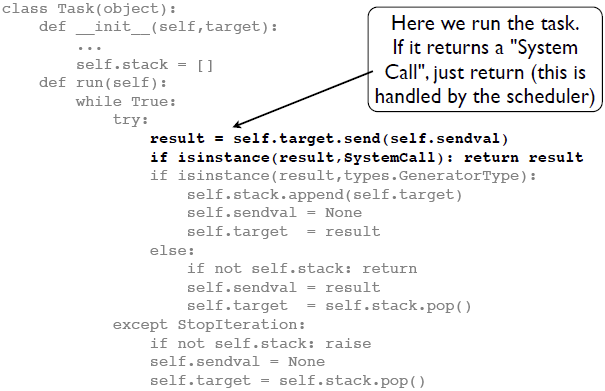 class Task(object):
    def __init__(self,target):
        ...
        self.stack = []
    def run(self):
        while True:
            try:
                result = self.target.send(self.sendval)
                if isinstance(result,SystemCall): return result
                if isinstance(result,types.GeneratorType):
                    self.stack.append(self.target)
                    self.sendval = None
                    self.target  = result
                else:
                    if not self.stack: return
                    self.sendval = result
                    self.target  = self.stack.pop()
            except StopIteration:
                if not self.stack: raise
                self.sendval = None
                self.target = self.stack.pop()
Here we run the task.
If it returns a "System
Call", just return (this is
handled by the scheduler)